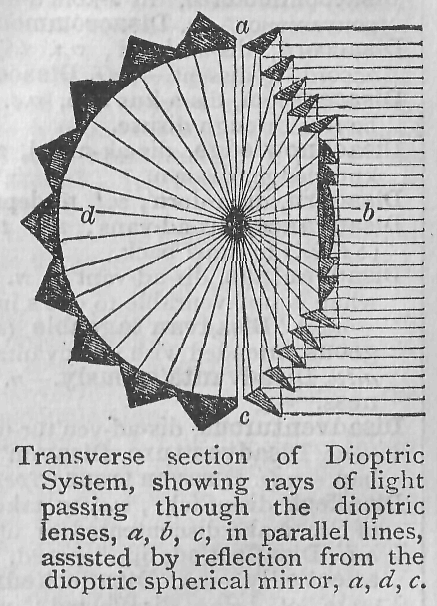 a
d
b
c
Transverse section of Dioptric
System, showing rays of light
passing through the dioptric
lenses, a, b, c, in parallel lines,
assisted by reflection from the
dioptric spherical mirror, a, d, c.